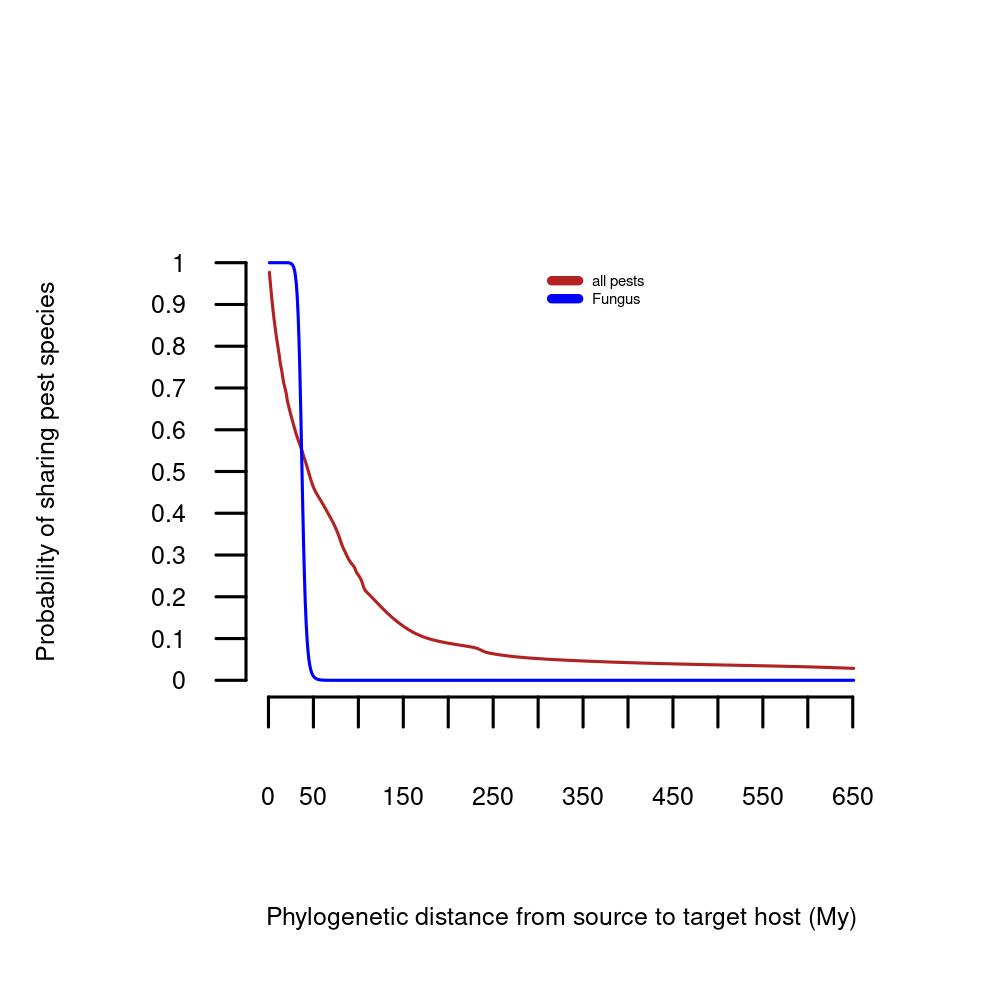 Probability of sharing pest species
1
0.9
0.8
0.7
0.6
0.5
0.4
0.3
0.2
0.1
0
all pests
Fungus
0 50 150 250 350 450 550 650
Phylogenetic distance from source to target host (My)